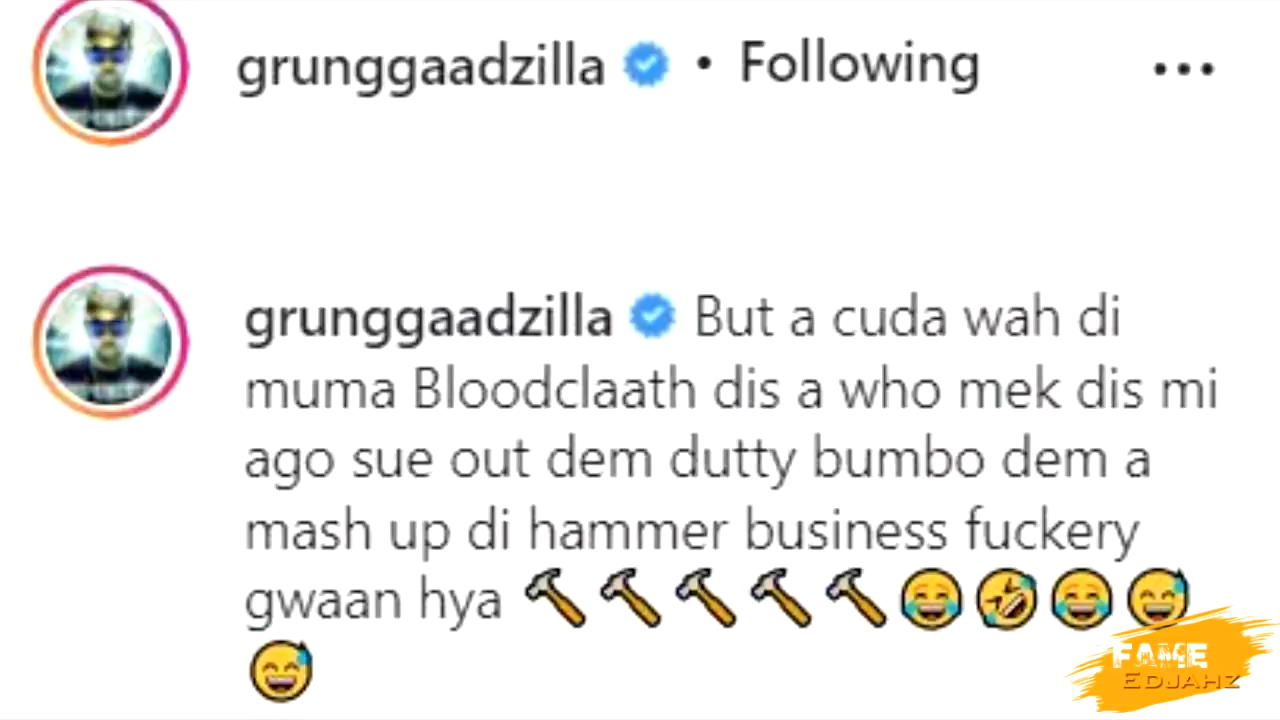 grunggaadzilla • Following ...
grunggaadzilla But a cuda wah di
muma Bloodclaath dis a who mek dis mi
ago sue out dem dutty bumbo dem a
mash up di hammer business fuckery
gwaan hya 🔨🔨🔨🔨🔨😂🤣😂😅
😅
FAME
EDJAHZ